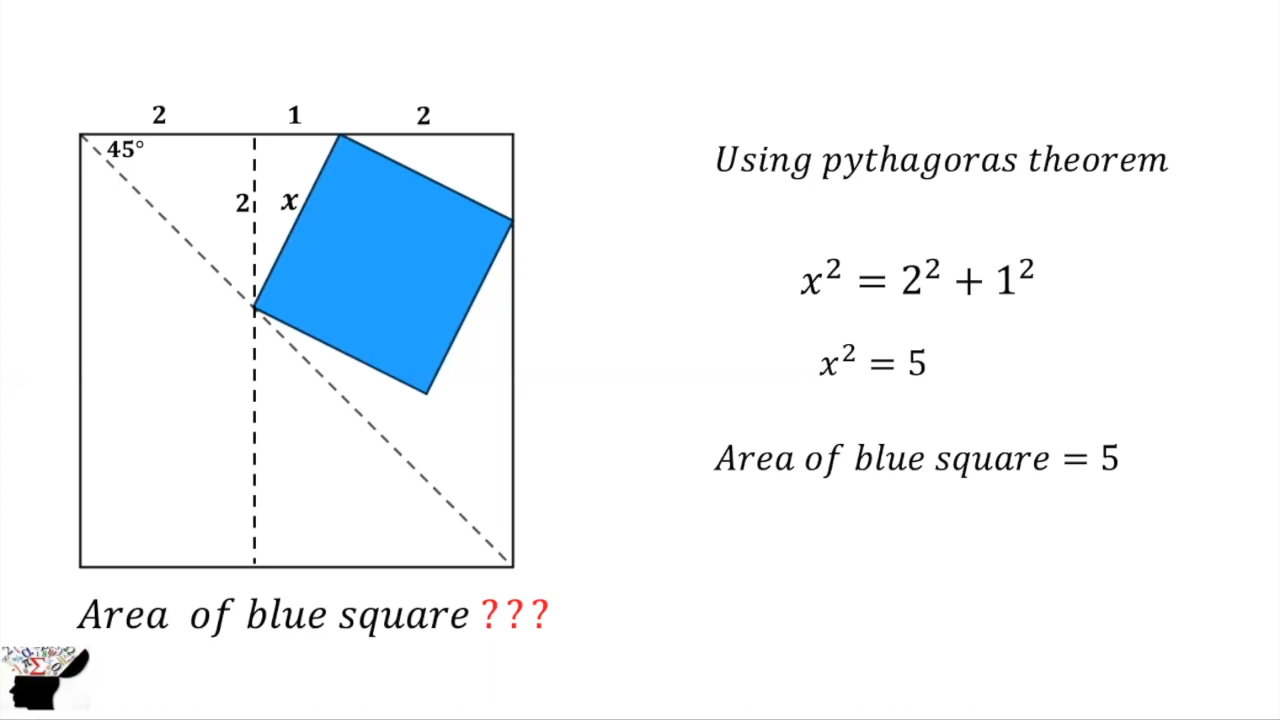 2 1 2
45°
2 x
Using pythagoras theorem
x² = 2² + 1²
x² = 5
Area of blue square = 5
Area of blue square ???